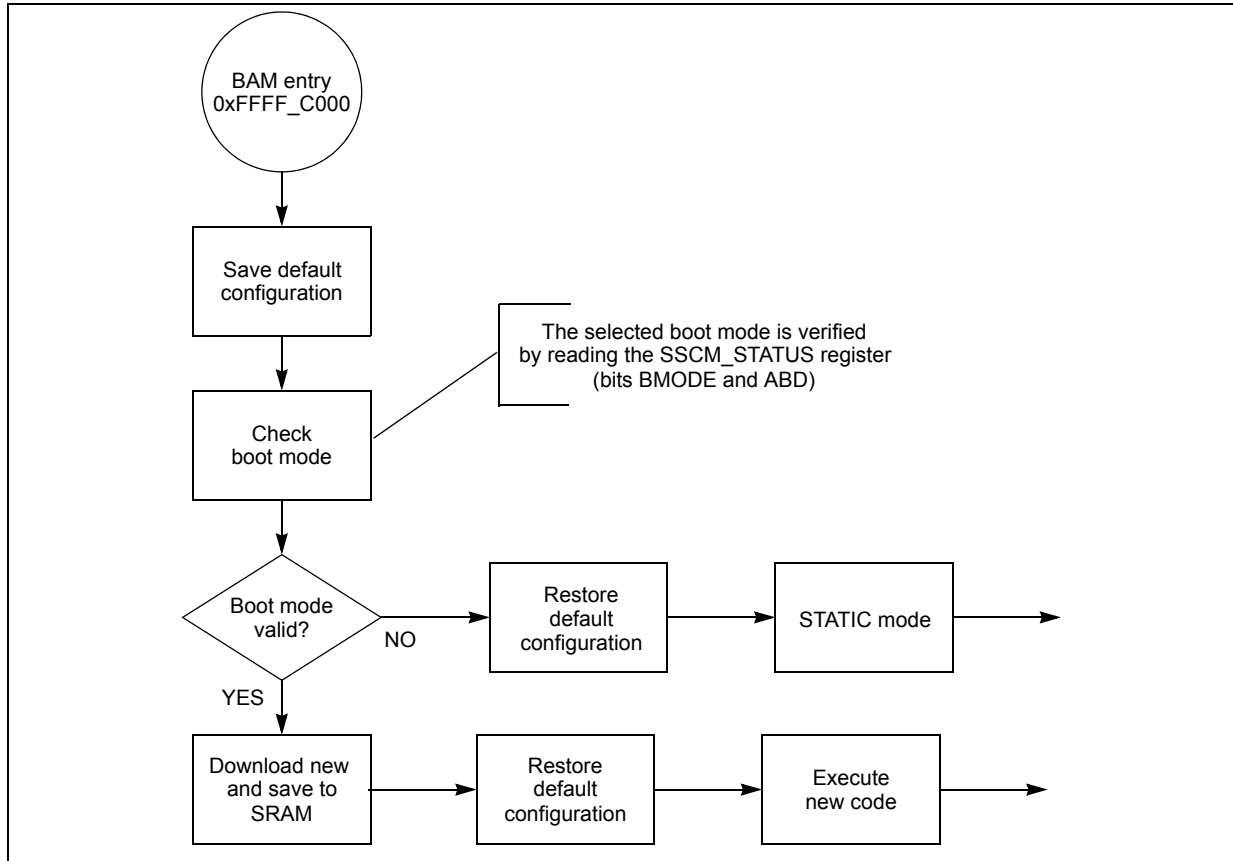 BAM entry
0xFFFF_C000
Save default
configuration
The selected boot mode is verified
by reading the SSCM_STATUS register
(bits BMODE and ABD)
Check
boot mode
Boot mode
valid?
NO
Restore
default
configuration
STATIC mode
YES
Download new
and save to
SRAM
Restore
default
configuration
Execute
new code